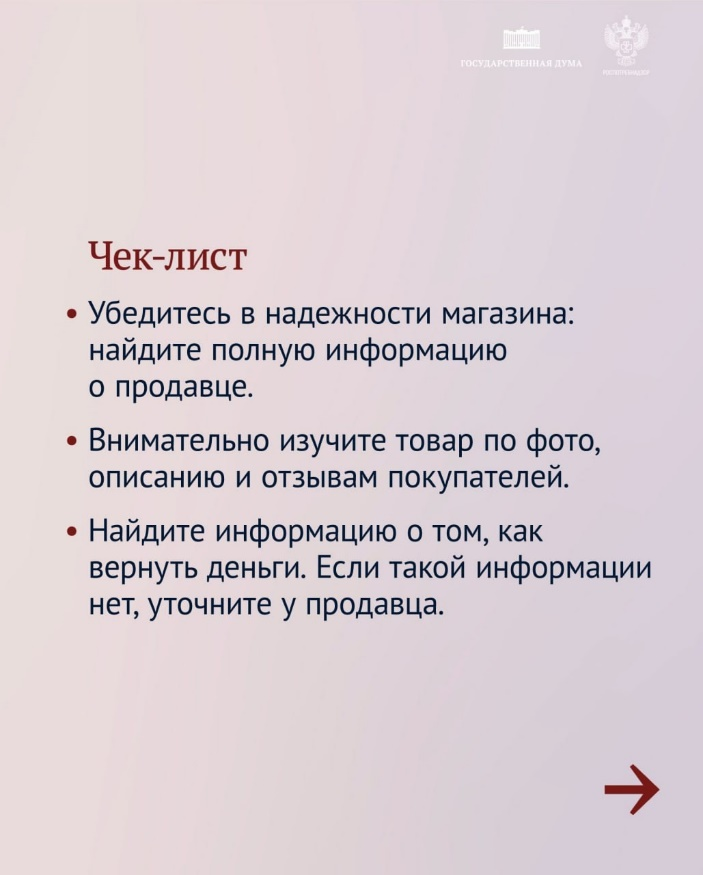 ГОСУДАРСТВЕННАЯ ДУМА
РОСПОТРЕБНАДЗОР
Чек-лист
• Убедитесь в надежности магазина:
найдите полную информацию
о продавце.
• Внимательно изучите товар по фото,
описанию и отзывам покупателей.
• Найдите информацию о том, как
вернуть деньги. Если такой информации
нет, уточните у продавца.